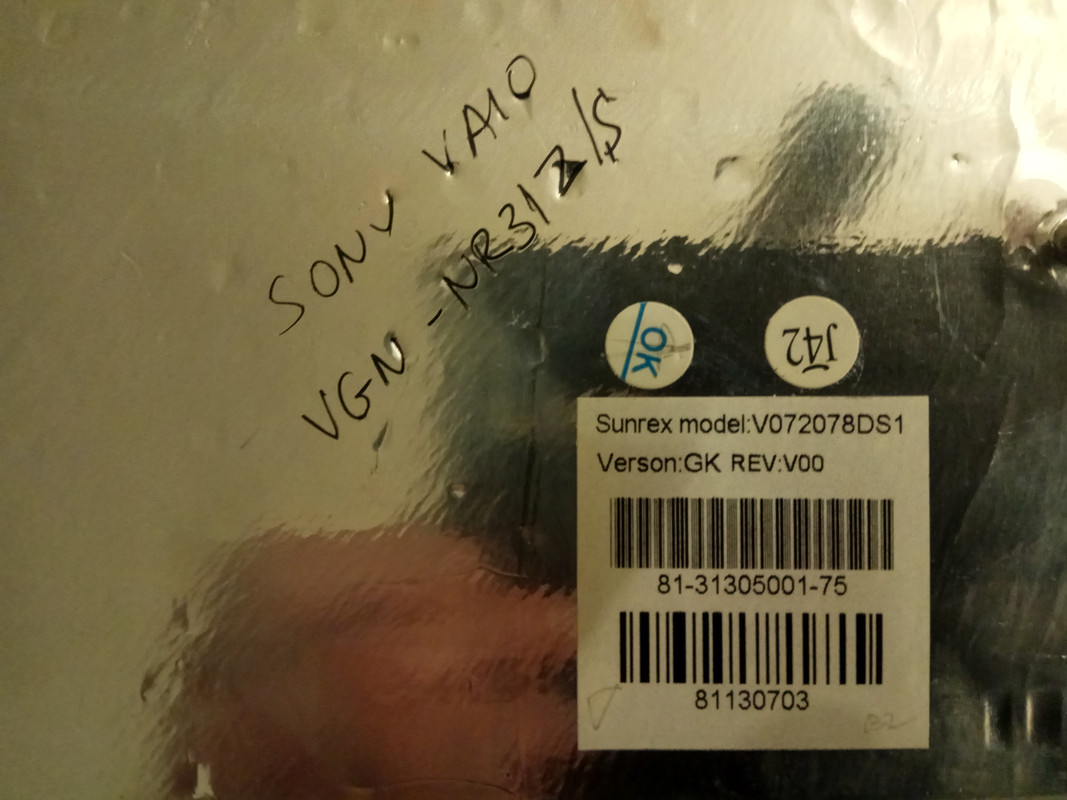 SONY VAIO
VGN-NR31Z/S
OK
J42
Sunrex model:V072078DS1
Verson:GK REV:V00
81-31305001-75
81130703